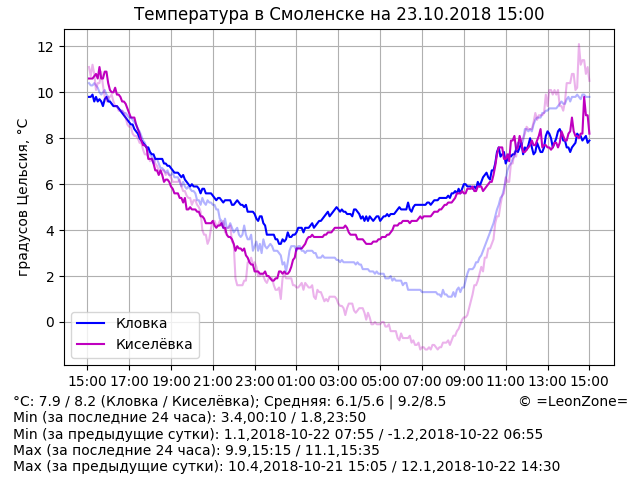 Температура в Смоленске на 23.10.2018 15:00
градусов Цельсия, °C
12
10
8
6
4
2
0
Кловка
Киселёвка
15:00 17:00 19:00 21:00 23:00 01:00 03:00 05:00 07:00 09:00 11:00 13:00 15:00
°C: 7.9 / 8.2 (Кловка / Киселёвка); Средняя: 6.1/5.6 | 9.2/8.5 © =LeonZone=
Min (за последние 24 часа): 3.4,00:10 / 1.8,23:50
Min (за предыдущие сутки): 1.1,2018-10-22 07:55 / -1.2,2018-10-22 06:55
Max (за последние 24 часа): 9.9,15:15 / 11.1,15:35
Max (за предыдущие сутки): 10.4,2018-10-21 15:05 / 12.1,2018-10-22 14:30